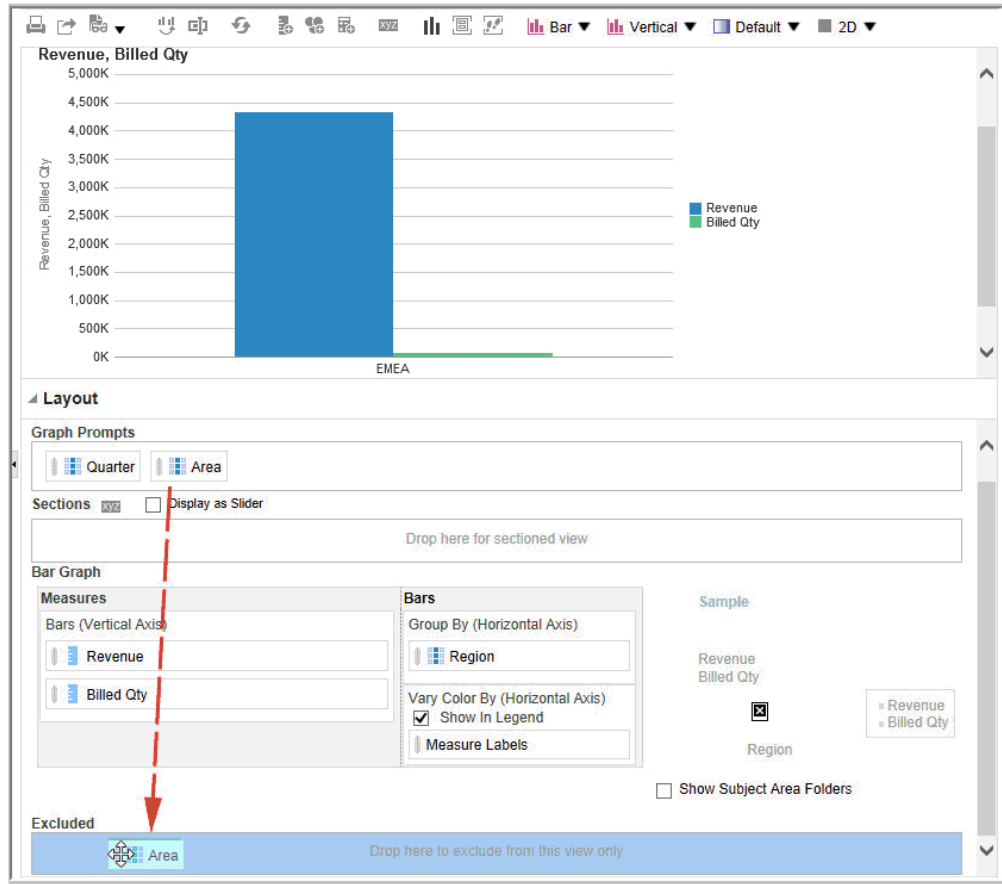 xyz Bar Vertical Default 2D
Revenue, Billed Qty
5,000K
4,500K
4,000K
3,500K
3,000K
2,500K
2,000K
1,500K
1,000K
500K
0K
Revenue, Billed Qty
EMEA
Revenue
Billed Qty
Layout
Graph Prompts
Quarter Area
Sections xyz Display as Slider
Drop here for sectioned view
Bar Graph
Measures
Bars (Vertical Axis)
Revenue
Billed Qty
Bars
Group By (Horizontal Axis)
Region
Vary Color By (Horizontal Axis)
Show In Legend
Measure Labels
Sample
Revenue
Billed Qty
Revenue
Billed Qty
Region
Show Subject Area Folders
Excluded
Area Drop here to exclude from this view only